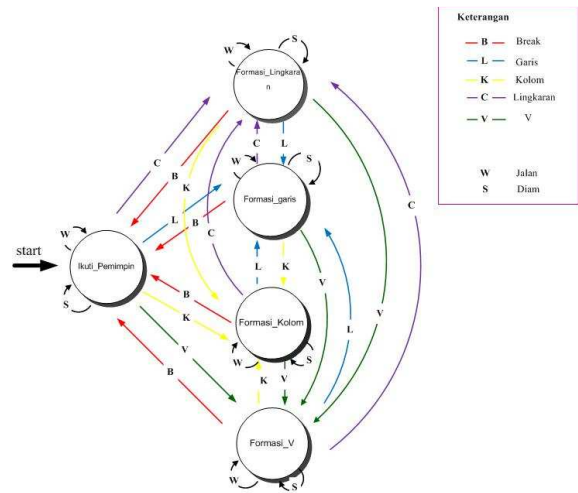 Keterangan
B Break
L Garis
K Kolom
C Lingkaran
V V
W Jalan
S Diam
start
W
S
Formasi_Lingkara
n
W
S
Formasi_garis
W
S
Ikuti_Pemimpin
W
S
Formasi_Kolom
W
S
Formasi_V
W
S
C
B
K
L
B
C
L
C
K
L
B
K
V
B
V
K
V
L
V
C